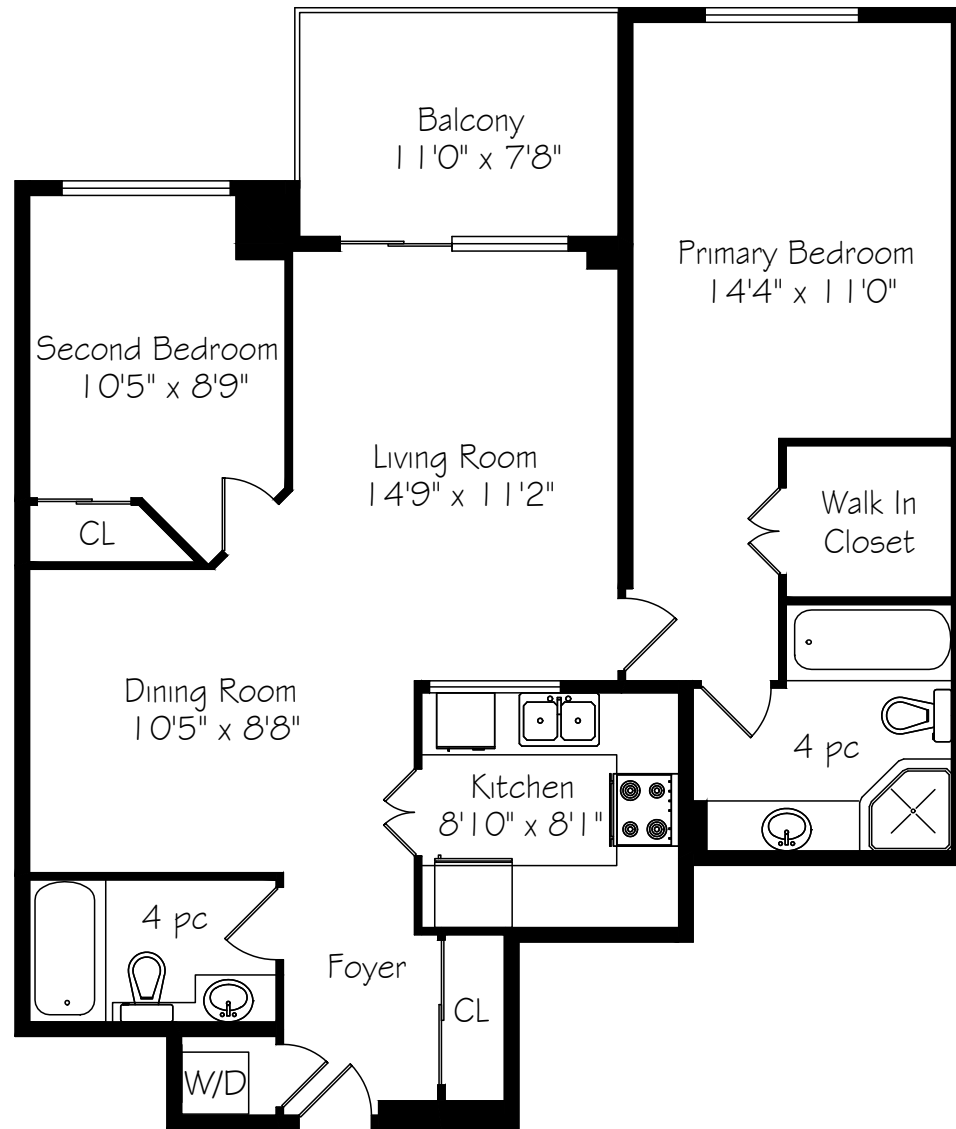 Balcony
11'0" x 7'8"
Primary Bedroom
14'4" x 11'0"
Second Bedroom
10'5" x 8'9"
Living Room
14'9" x 11'2"
Walk In
Closet
CL
Dining Room
10'5" x 8'8"
4 pc
Kitchen
8'10" x 8'1"
4 pc
Foyer
CL
W/D